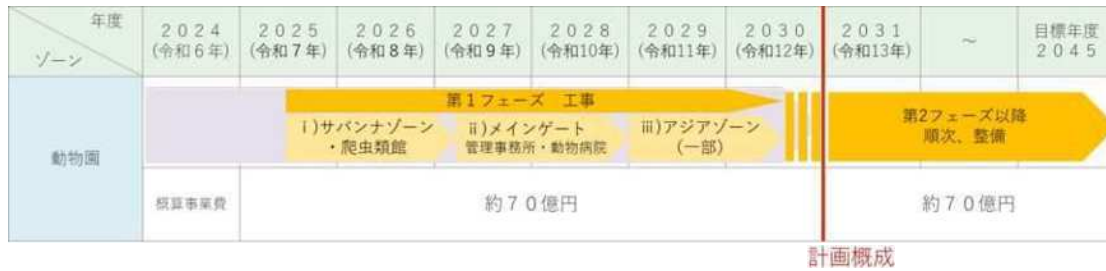 年度
ゾーン
2024
(令和6年)
2025
(令和7年)
2026
(令和8年)
2027
(令和9年)
2028
(令和10年)
2029
(令和11年)
2030
(令和12年)
2031
(令和13年)
~
目標年度
2045
動物園
第1フェーズ 工事
ⅰ)サバンナゾーン
・爬虫類館
ⅱ)メインゲート
管理事務所・動物病院
ⅲ)アジアゾーン
(一部)
第2フェーズ以降
順次、整備
概算事業費
約70億円
約70億円
計画概成